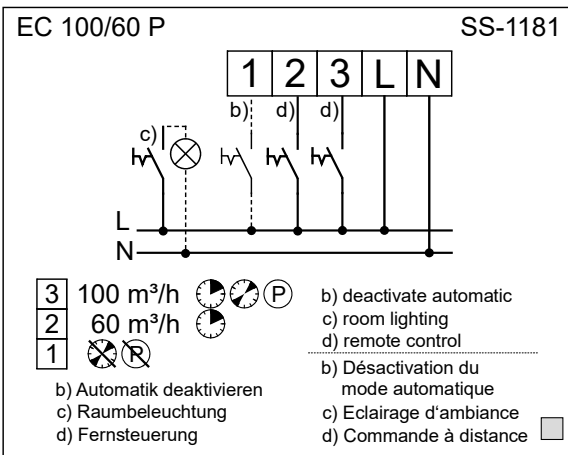 EC 100/60 P SS-1181
1 2 3 L N
b) d) d)
c)
L
N
3 100 m³/h P
2 60 m³/h
1 P
b) Automatik deaktivieren
c) Raumbeleuchtung
d) Fernsteuerung
b) deactivate automatic
c) room lighting
d) remote control
b) Désactivation du
mode automatique
c) Eclairage d‘ambiance
d) Commande à distance